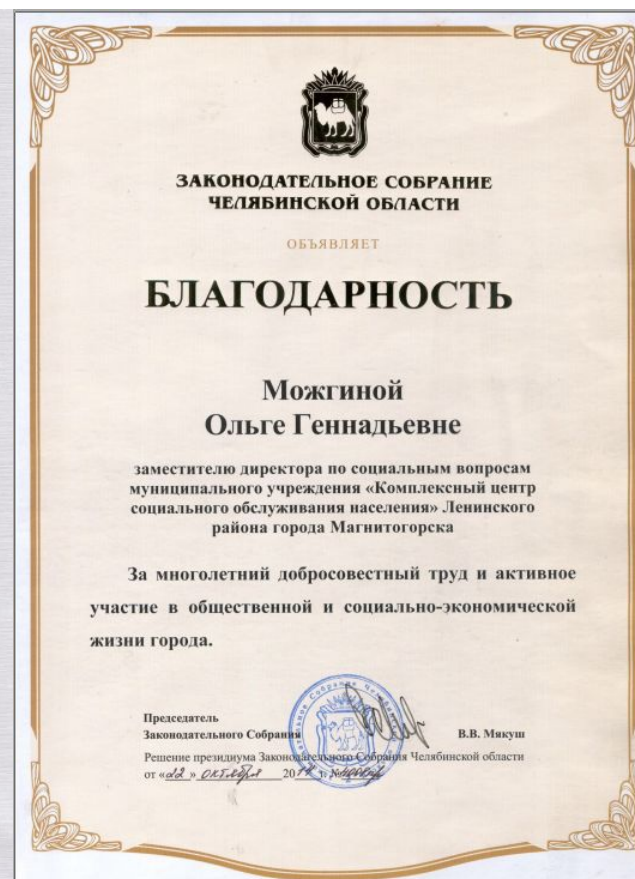 ЗАКОНОДАТЕЛЬНОЕ СОБРАНИЕ
ЧЕЛЯБИНСКОЙ ОБЛАСТИ
ОБЪЯВЛЯЕТ
БЛАГОДАРНОСТЬ
Можгиной
Ольге Геннадьевне
заместителю директора по социальным вопросам
муниципального учреждения «Комплексный центр
социального обслуживания населения» Ленинского
района города Магнитогорска
За многолетний добросовестный труд и активное
участие в общественной и социально-экономической
жизни города.
Председатель
Законодательного Собрания В.В. Мякуш
Решение президиума Законодательного Собрания Челябинской области
от «22» октября 20 г. №